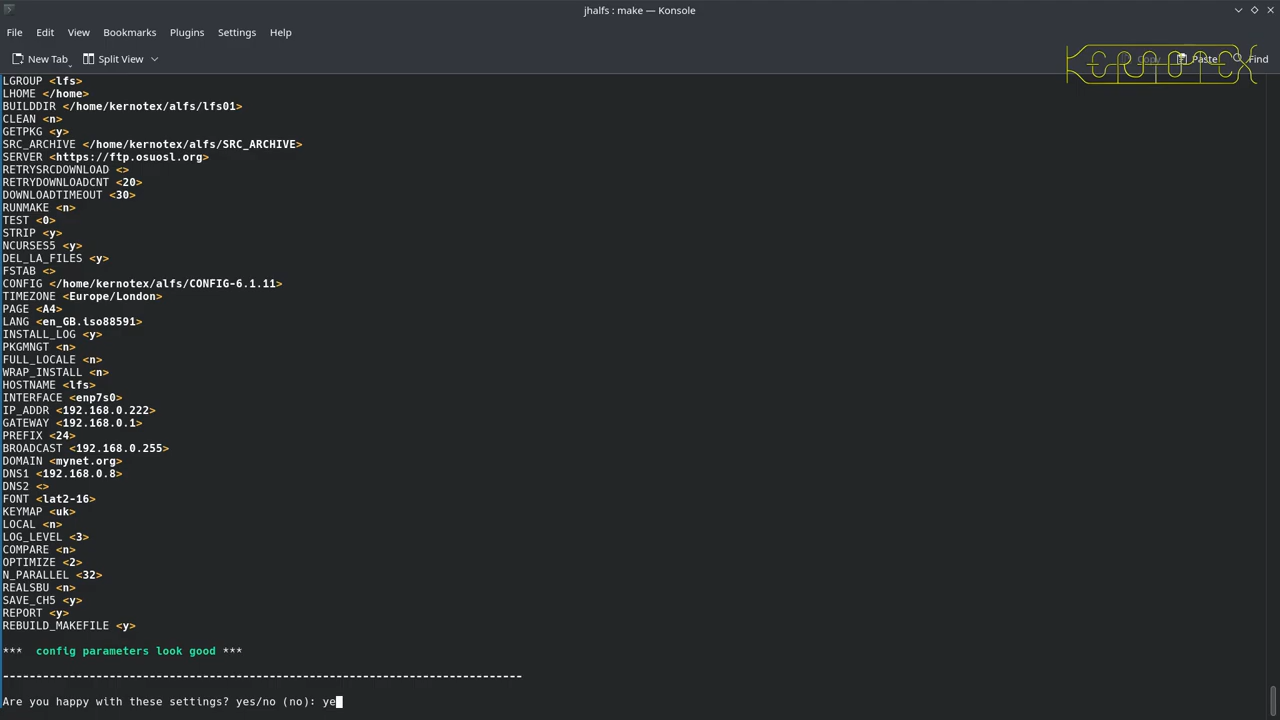 jhalfs : make — Konsole
File Edit View Bookmarks Plugins Settings Help
New Tab Split View Copy Paste Find
KERNOTEX
LGROUP <lfs>
LHOME </home>
BUILDDIR </home/kernotex/alfs/lfs01>
CLEAN <n>
GETPKG <y>
SRC_ARCHIVE </home/kernotex/alfs/SRC_ARCHIVE>
SERVER <https://ftp.osuosl.org>
RETRYSRCDOWNLOAD <>
RETRYDOWNLOADCNT <20>
DOWNLOADTIMEOUT <30>
RUNMAKE <n>
TEST <0>
STRIP <y>
NCURSES5 <y>
DEL_LA_FILES <y>
FSTAB <>
CONFIG </home/kernotex/alfs/CONFIG-6.1.11>
TIMEZONE <Europe/London>
PAGE <A4>
LANG <en_GB.iso88591>
INSTALL_LOG <y>
PKGMNGT <n>
FULL_LOCALE <n>
WRAP_INSTALL <n>
HOSTNAME <lfs>
INTERFACE <enp7s0>
IP_ADDR <192.168.0.222>
GATEWAY <192.168.0.1>
PREFIX <24>
BROADCAST <192.168.0.255>
DOMAIN <mynet.org>
DNS1 <192.168.0.8>
DNS2 <>
FONT <lat2-16>
KEYMAP <uk>
LOCAL <n>
LOG_LEVEL <3>
COMPARE <n>
OPTIMIZE <2>
N_PARALLEL <32>
REALSBU <n>
SAVE_CH5 <y>
REPORT <y>
REBUILD_MAKEFILE <y>
*** config parameters look good ***
------------------------------------------------------------------------------
Are you happy with these settings? yes/no (no): ye